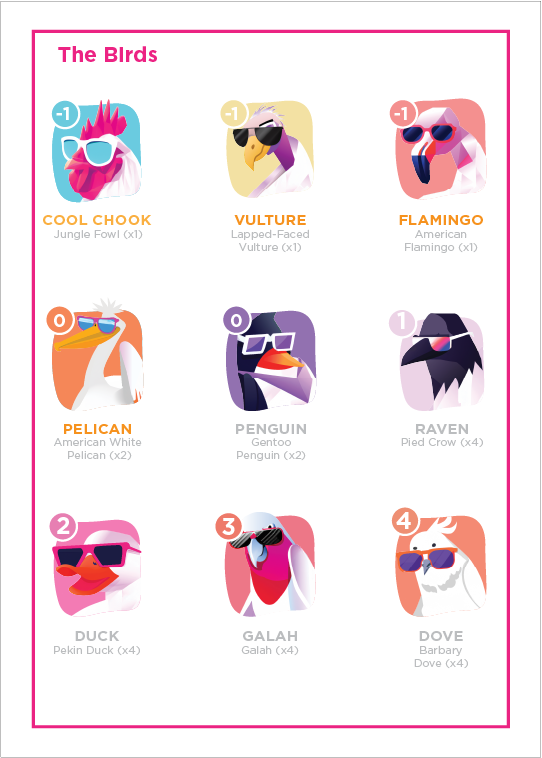 The BIrds
-1
-1
-1
COOL CHOOK
VULTURE
FLAMINGO
Jungle Fowl (x1)
Lapped-Faced
Vulture (x1)
American
Flamingo (x1)
0
0
1
PELICAN
PENGUIN
RAVEN
American White
Pelican (x2)
Gentoo
Penguin (x2)
Pied Crow (x4)
2
3
4
DUCK
GALAH
DOVE
Pekin Duck (x4)
Galah (x4)
Barbary
Dove (x4)